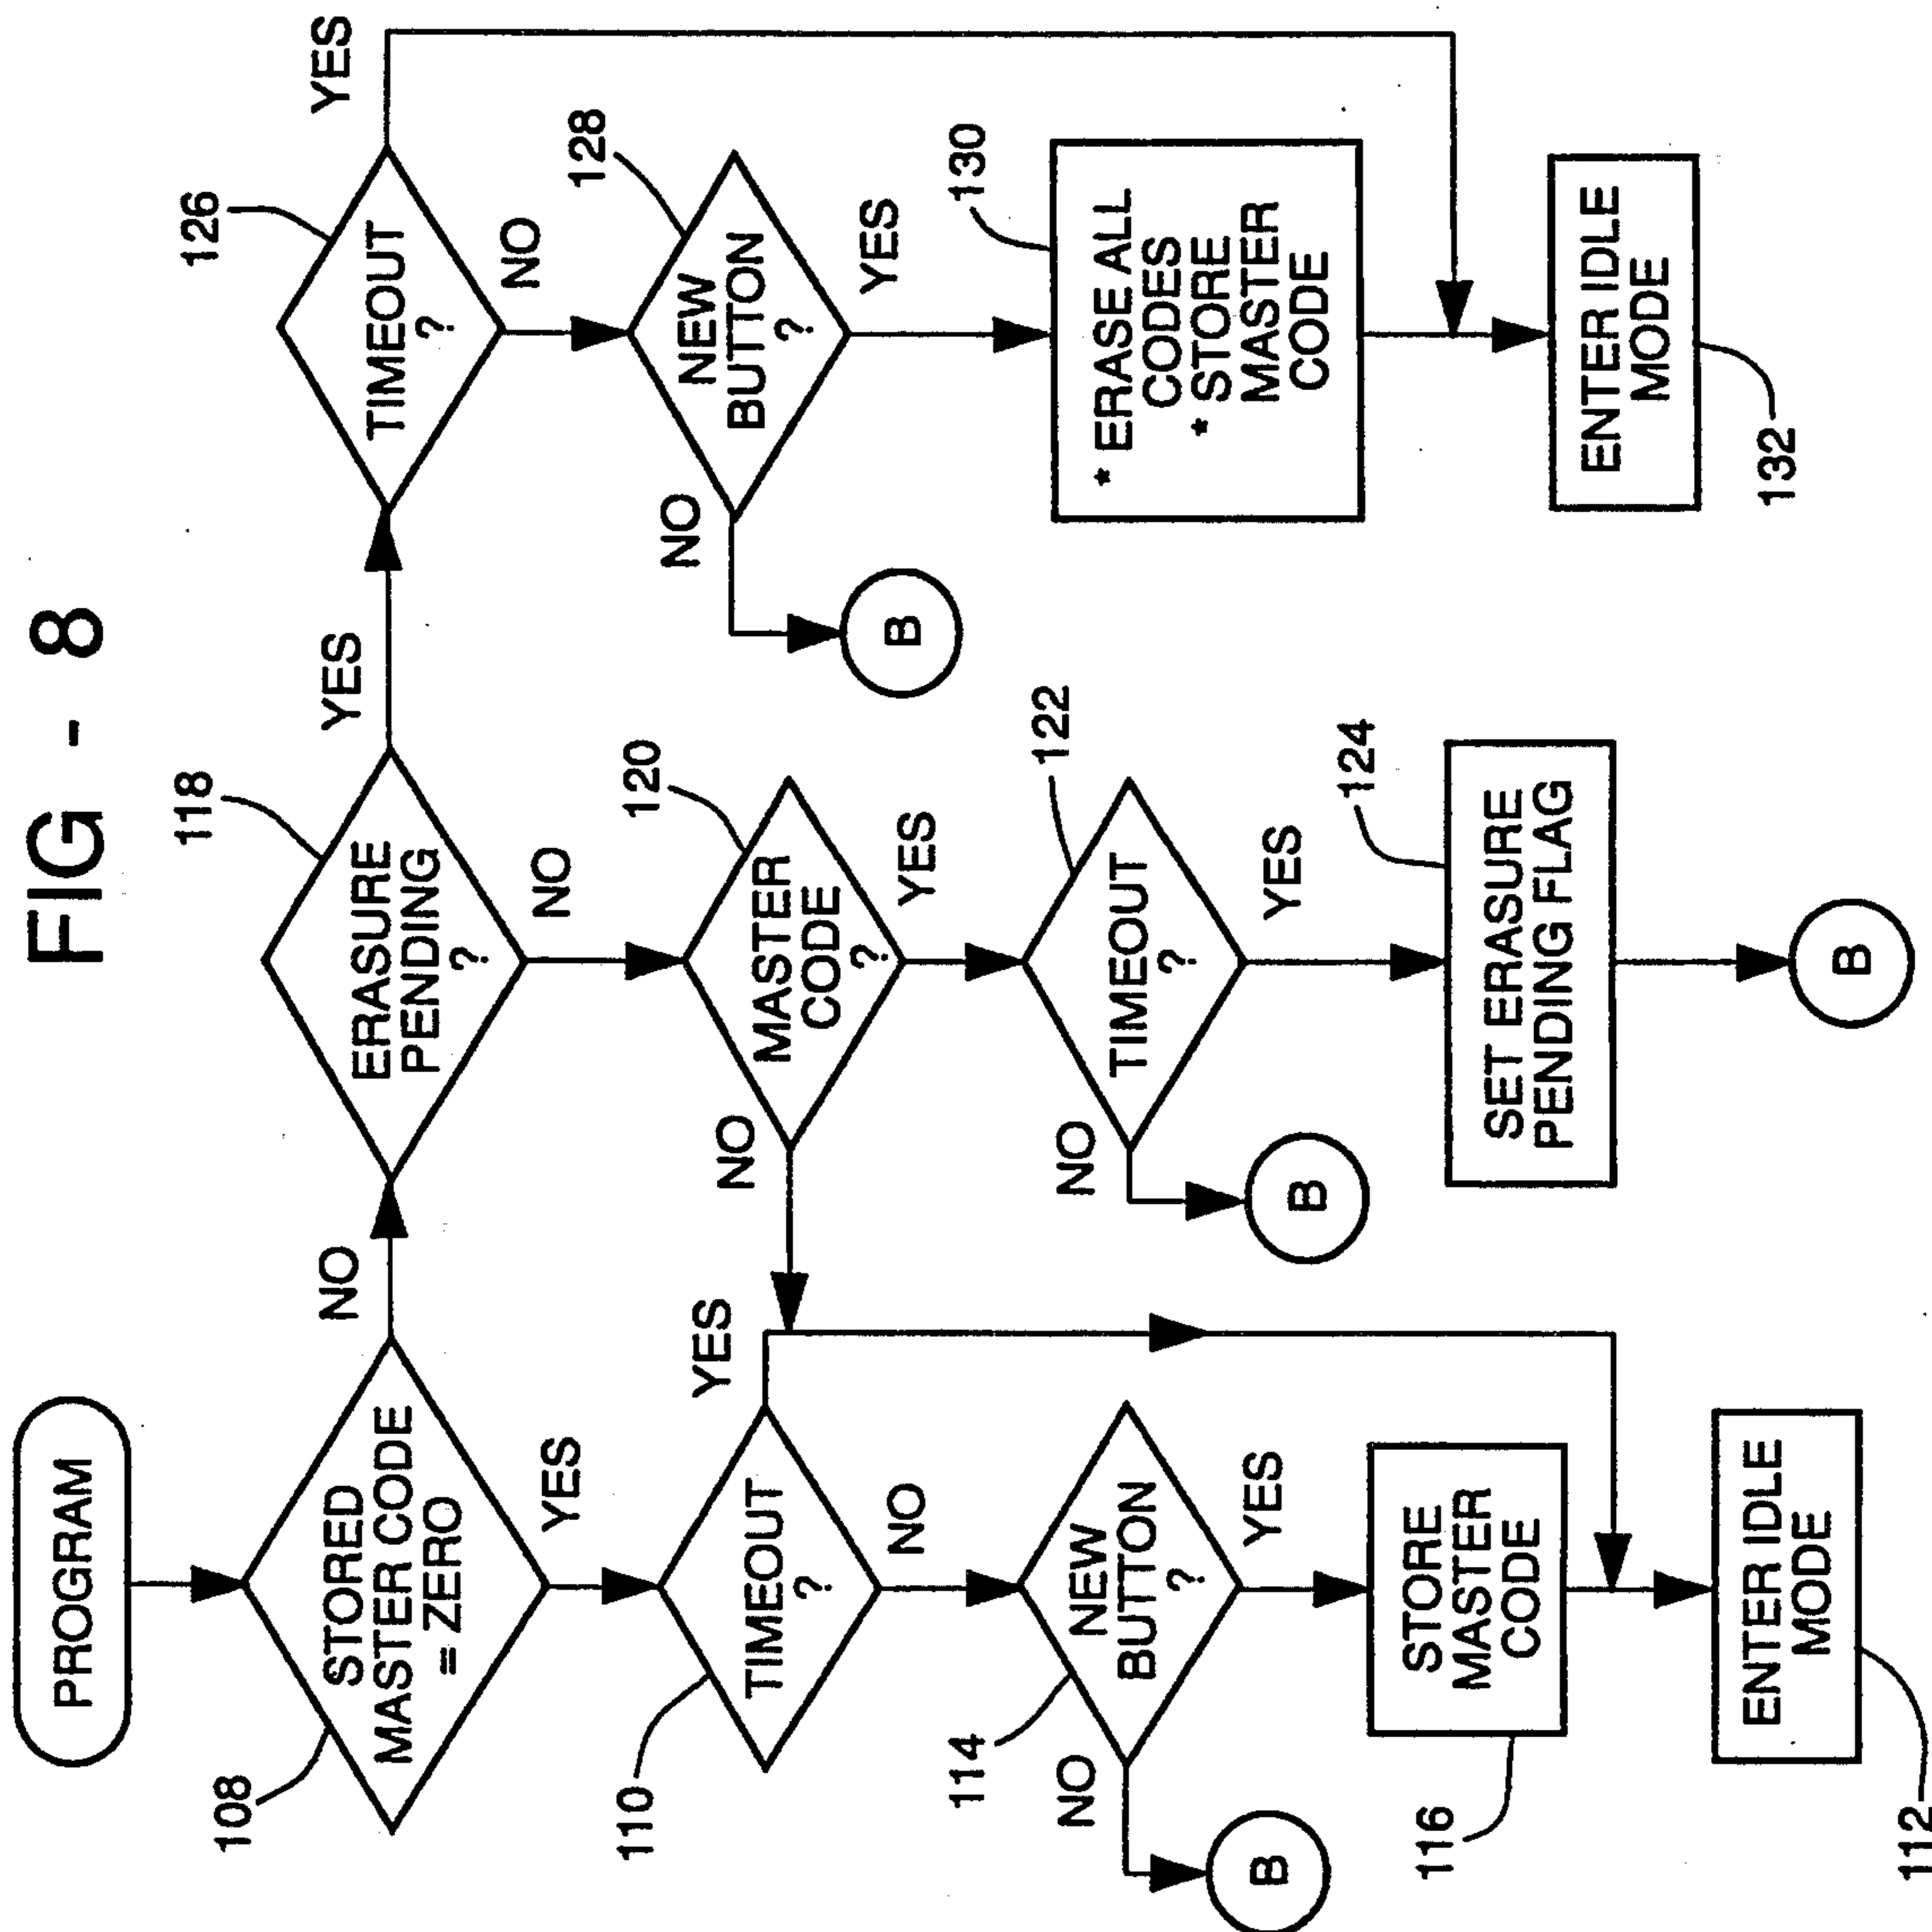 FIG - 8
PROGRAM
108
STORED
MASTER CODE
= ZERO
NO
YES
118
ERASURE
PENDING
?
YES
NO
126
TIMEOUT
?
YES
NO
110
TIMEOUT
?
YES
NO
120
MASTER
CODE
?
NO
YES
128
NEW
BUTTON
?
NO
YES
B
114
NEW
BUTTON
?
NO
YES
B
122
TIMEOUT
?
NO
YES
B
130
* ERASE ALL
CODES
* STORE
MASTER
CODE
116
STORE
MASTER
CODE
124
SET ERASURE
PENDING FLAG
B
ENTER IDLE
MODE
132
ENTER IDLE
MODE
112